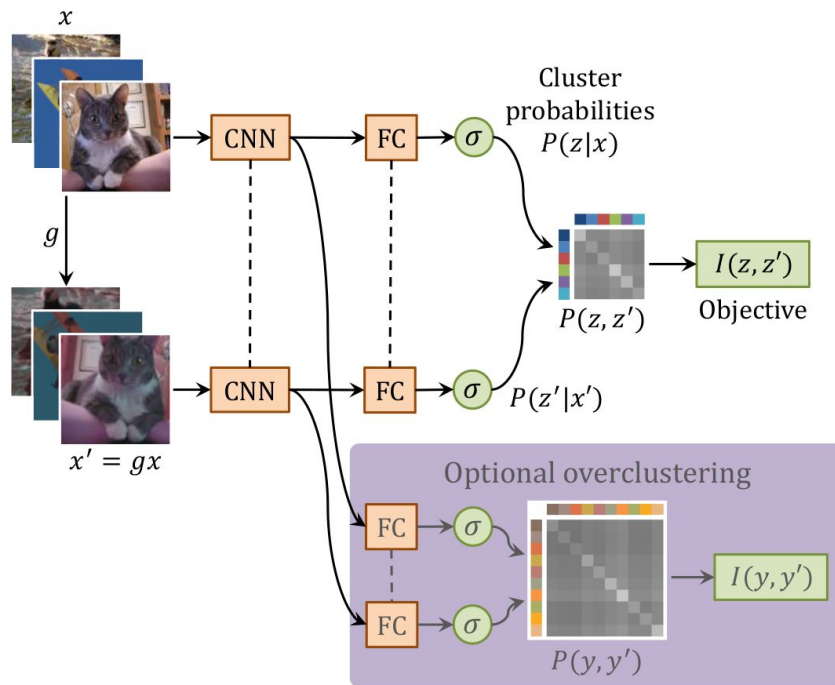 x
g
x′ = gx
CNN
FC
σ
Cluster
probabilities
P(z|x)
P(z, z′)
I(z, z′)
Objective
CNN
FC
σ
P(z′|x′)
Optional overclustering
FC
σ
FC
σ
P(y, y′)
I(y, y′)